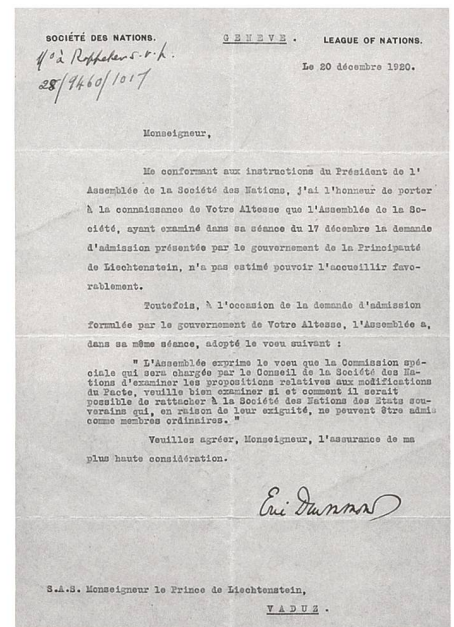 SOCIÉTÉ DES NATIONS. GENEVE. LEAGUE OF NATIONS.
Nº à Rappeler s.v.p.
28/9460/1017
Le 20 décembre 1920.
Monseigneur,
Me conformant aux instructions du Président de l'
Assemblée de la Société des Nations, j'ai l'honneur de porter
à la connaissance de Votre Altesse que l'Assemblée de la So-
ciété, ayant examiné dans sa séance du 17 décembre la demande
d'admission présentée par le gouvernement de la Principauté
de Liechtenstein, n'a pas estimé pouvoir l'accueillir favo-
rablement.
Toutefois, à l'occasion de la demande d'admission
formulée par le gouvernement de Votre Altesse, l'Assemblée a,
dans sa même séance, adopté le voeu suivant :
" L'Assemblée exprime le voeu que la Commission spé-
ciale qui sera chargée par le Conseil de la Société des Na-
tions d'examiner les propositions relatives aux modifications
du Pacte, veuille bien examiner si et comment il serait
possible de rattacher à la Société des Nations des Etats sou-
verains qui, en raison de leur exiguité, ne peuvent être admis
comme membres ordinaires. "
Veuillez agréer, Monseigneur, l'assurance de ma
plus haute considération.
Eric Drummond
S.A.S. Monseigneur le Prince de Liechtenstein,
VADUZ.